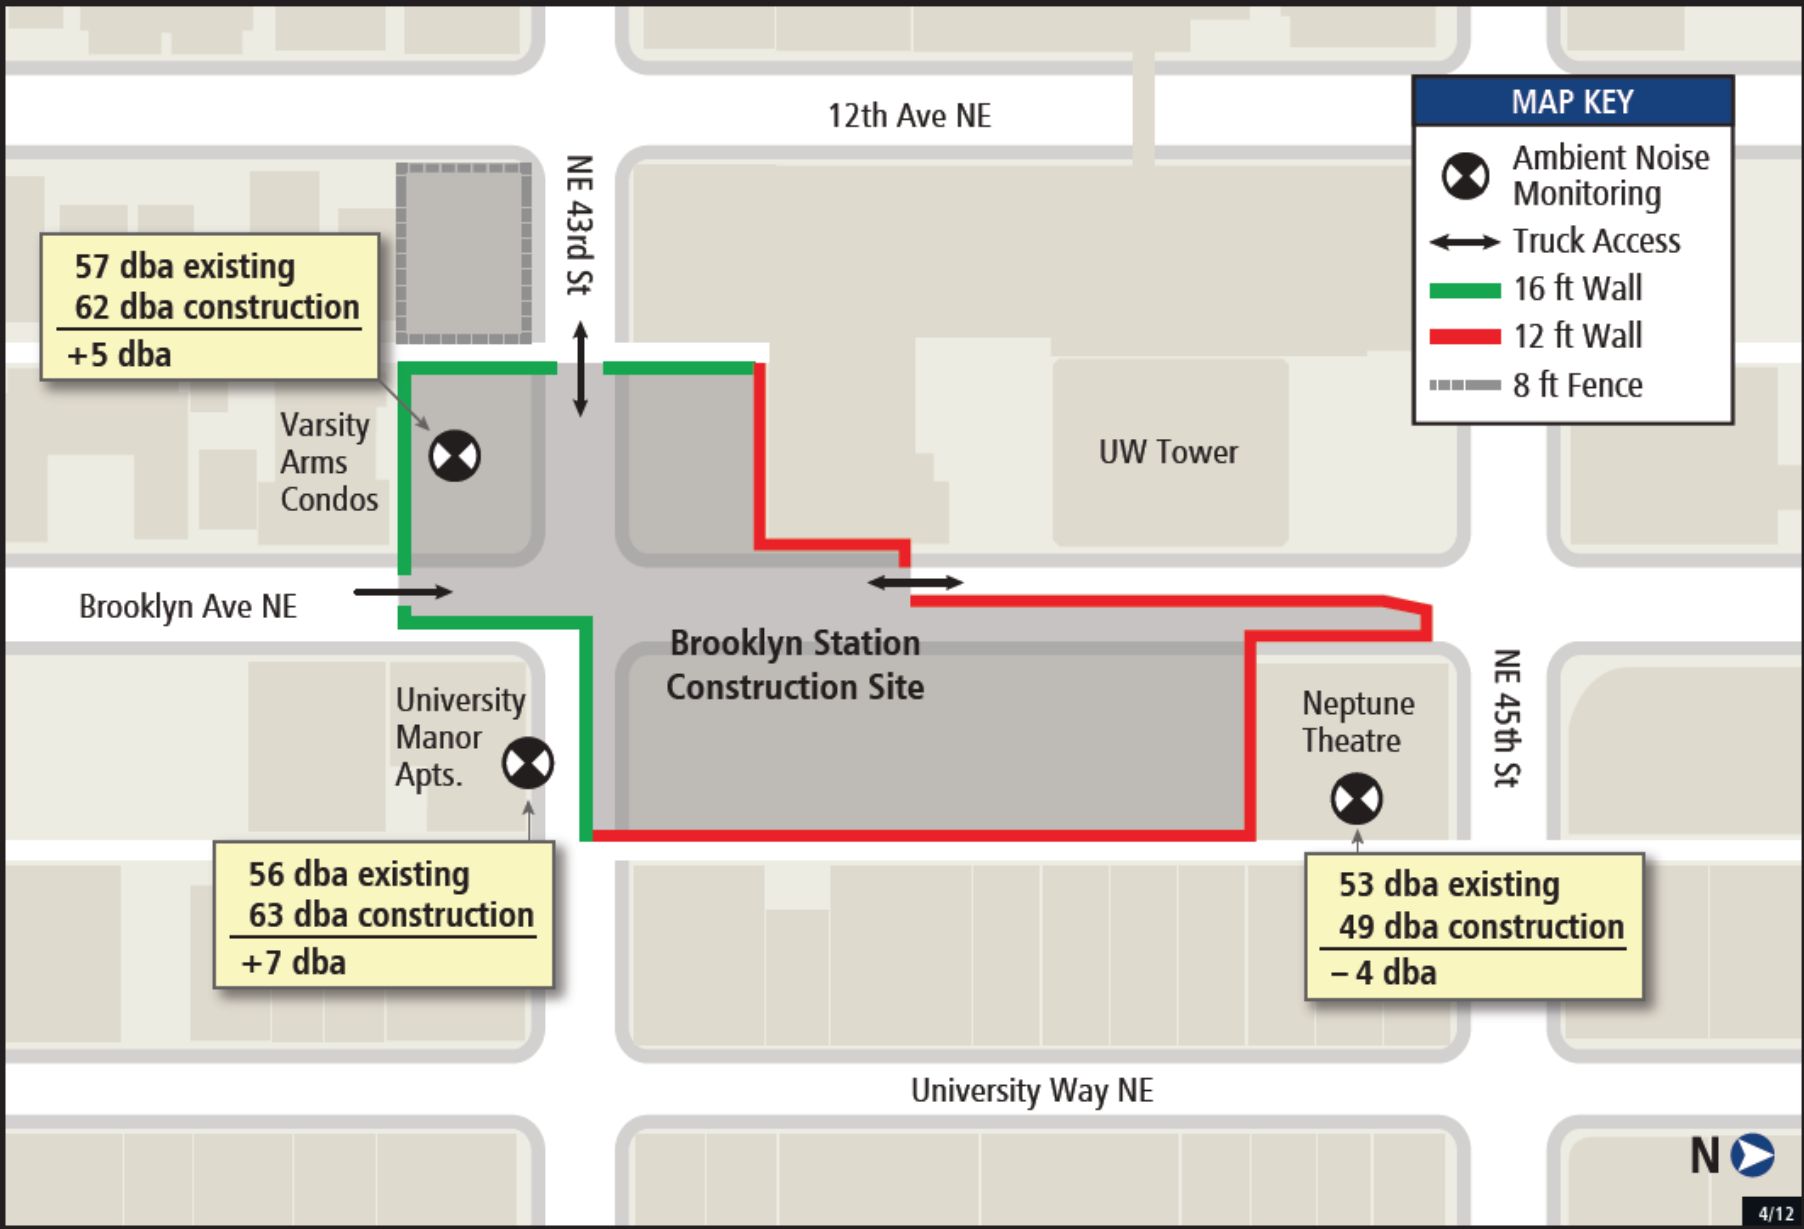 12th Ave NE
MAP KEY
Ambient Noise
Monitoring
Truck Access
16 ft Wall
12 ft Wall
8 ft Fence
NE 43rd St
57 dba existing
62 dba construction
+5 dba
Varsity
Arms
Condos
UW Tower
Brooklyn Ave NE
Brooklyn Station
Construction Site
University
Manor
Apts.
Neptune
Theatre
NE 45th St
56 dba existing
63 dba construction
+7 dba
53 dba existing
49 dba construction
– 4 dba
University Way NE
N
4/12